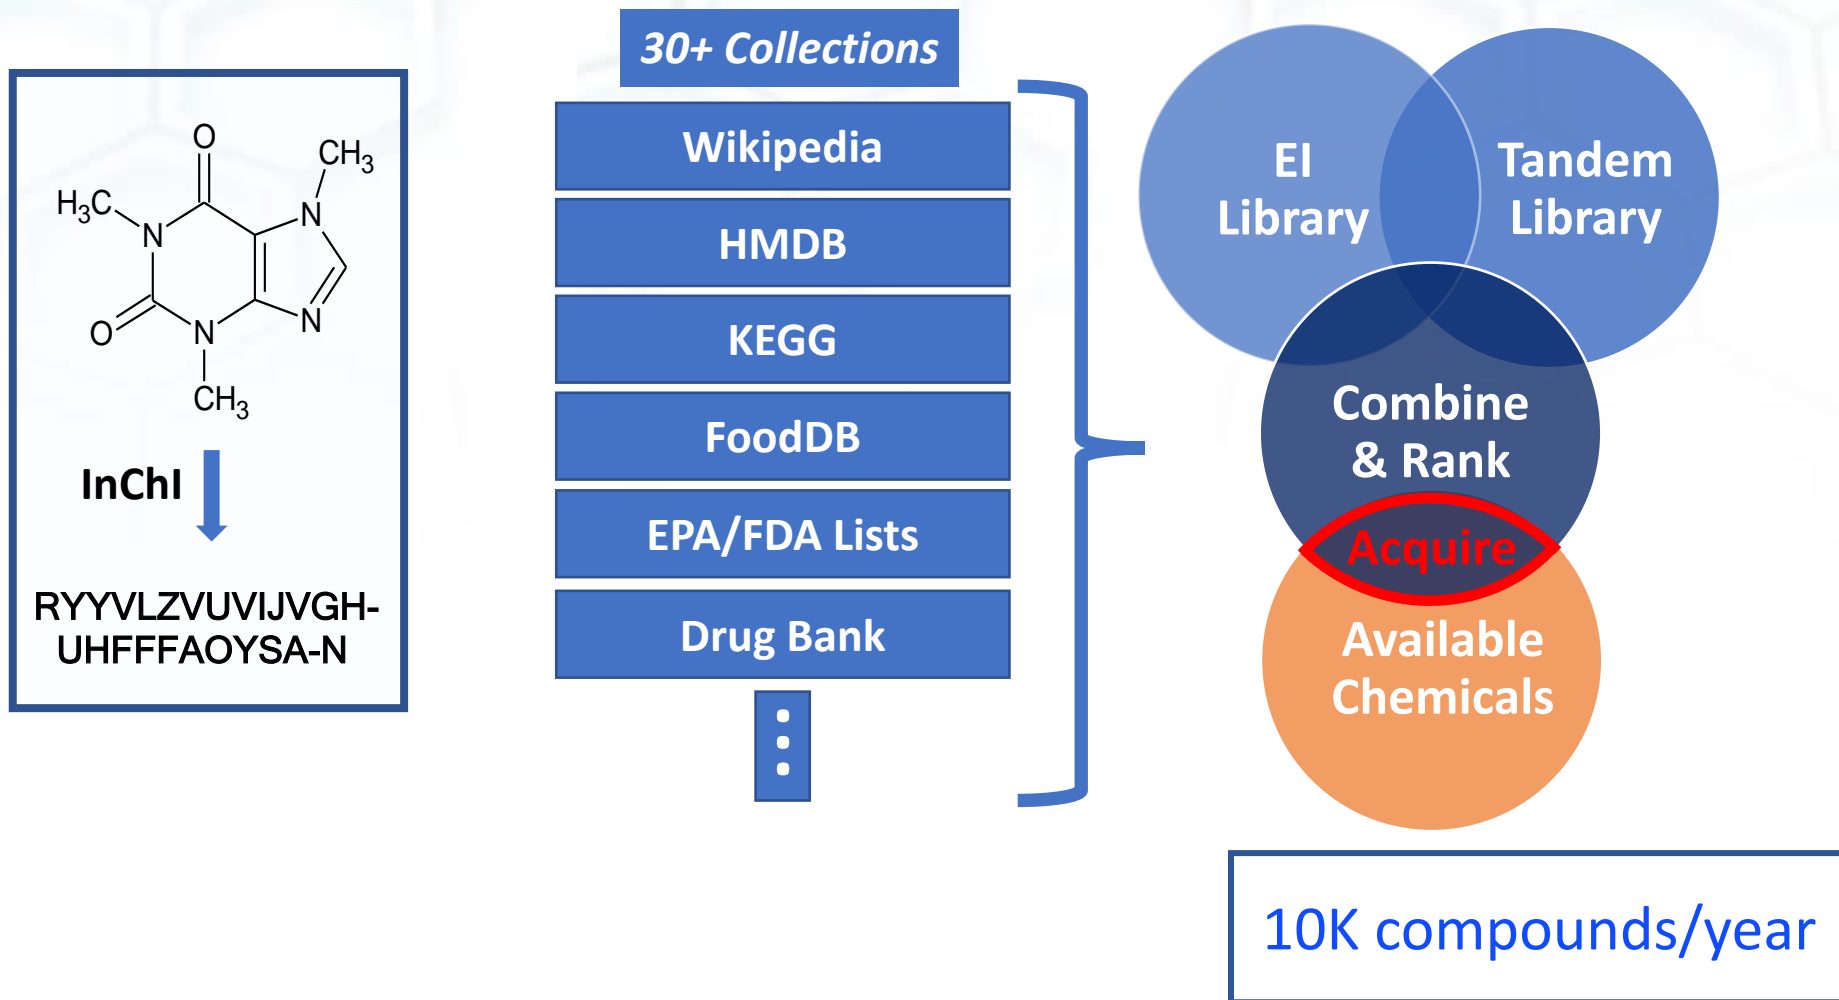 O
CH3
H3C
N
N
O
N
N
CH3
InChI
RYYVLZVUVIJVGH-
UHFFFAOYSA-N
30+ Collections
Wikipedia
HMDB
KEGG
FoodDB
EPA/FDA Lists
Drug Bank
EI
Library
Tandem
Library
Combine
& Rank
Acquire
Available
Chemicals
10K compounds/year